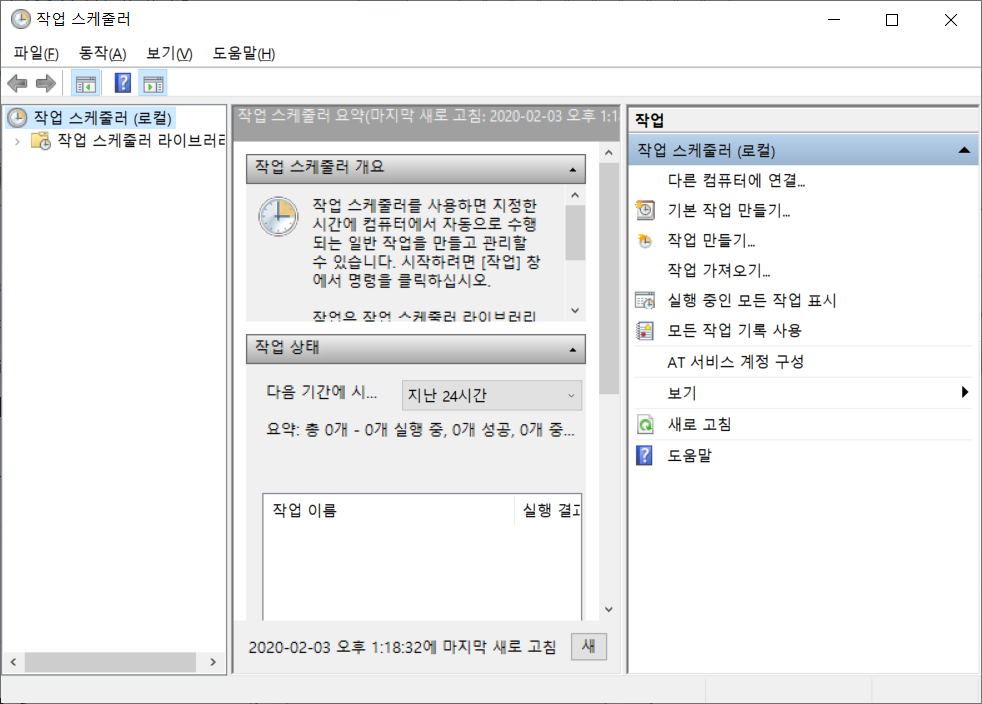 작업 스케줄러
파일(F) 동작(A) 보기(V) 도움말(H)
작업 스케줄러 (로컬)
작업 스케줄러 라이브러리
작업 스케줄러 요약(마지막 새로 고침: 2020-02-03 오후 1:1
작업 스케줄러 개요
작업 스케줄러를 사용하면 지정한
시간에 컴퓨터에서 자동으로 수행
되는 일반 작업을 만들고 관리할
수 있습니다. 시작하려면 [작업] 창
에서 명령을 클릭하십시오.
작업은 작업 스케줄러 라이브러리
작업 상태
다음 기간에 시... 지난 24시간
요약: 총 0개 - 0개 실행 중, 0개 성공, 0개 중...
작업 이름 실행 결과
2020-02-03 오후 1:18:32에 마지막 새로 고침 새
작업
작업 스케줄러 (로컬)
다른 컴퓨터에 연결...
기본 작업 만들기...
작업 만들기...
작업 가져오기...
실행 중인 모든 작업 표시
모든 작업 기록 사용
AT 서비스 계정 구성
보기
새로 고침
도움말